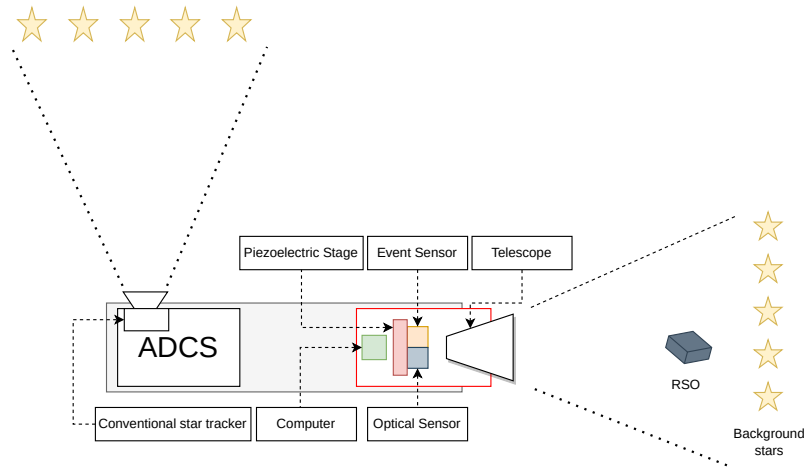 Piezoelectric Stage
Event Sensor
Telescope
ADCS
RSO
Conventional star tracker
Computer
Optical Sensor
Background
stars